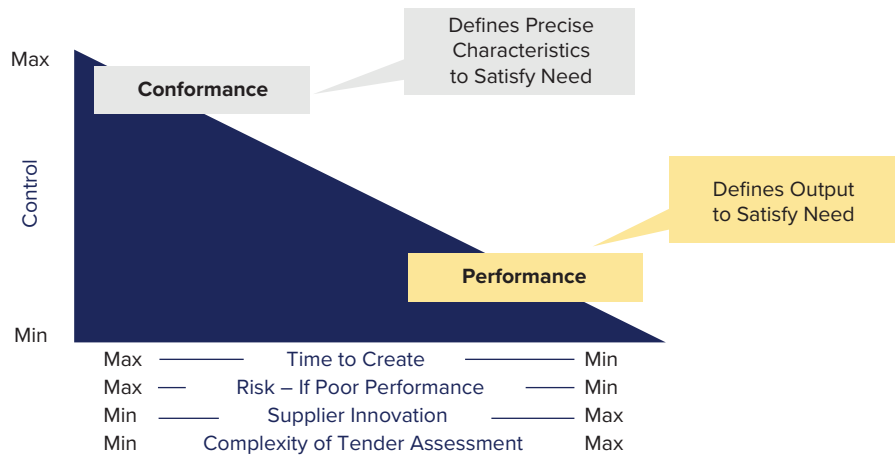 Defines Precise
Characteristics
to Satisfy Need
Max
Conformance
Control
Defines Output
to Satisfy Need
Performance
Min
Max Time to Create Min
Max Risk – If Poor Performance Min
Min Supplier Innovation Max
Min Complexity of Tender Assessment Max